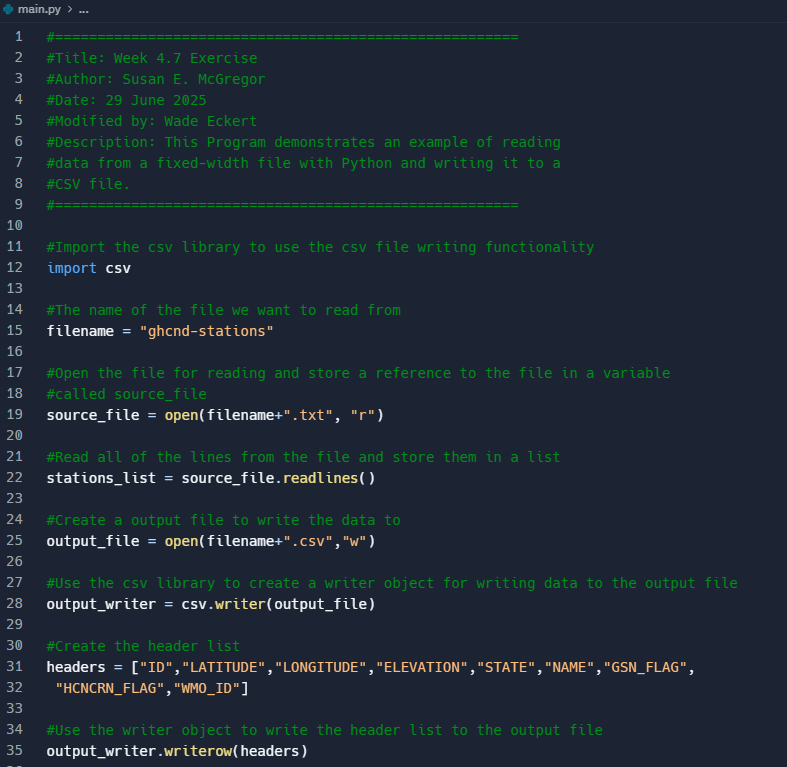 main.py > ...
1 #=======================================================
2 #Title: Week 4.7 Exercise
3 #Author: Susan E. McGregor
4 #Date: 29 June 2025
5 #Modified by: Wade Eckert
6 #Description: This Program demonstrates an example of reading
7 #data from a fixed-width file with Python and writing it to a
8 #CSV file.
9 #=======================================================
10
11 #Import the csv library to use the csv file writing functionality
12 import csv
13
14 #The name of the file we want to read from
15 filename = "ghcnd-stations"
16
17 #Open the file for reading and store a reference to the file in a variable
18 #called source_file
19 source_file = open(filename+".txt", "r")
20
21 #Read all of the lines from the file and store them in a list
22 stations_list = source_file.readlines()
23
24 #Create a output file to write the data to
25 output_file = open(filename+".csv","w")
26
27 #Use the csv library to create a writer object for writing data to the output file
28 output_writer = csv.writer(output_file)
29
30 #Create the header list
31 headers = ["ID","LATITUDE","LONGITUDE","ELEVATION","STATE","NAME","GSN_FLAG",
32  "HCNCRN_FLAG","WMO_ID"]
33
34 #Use the writer object to write the header list to the output file
35 output_writer.writerow(headers)